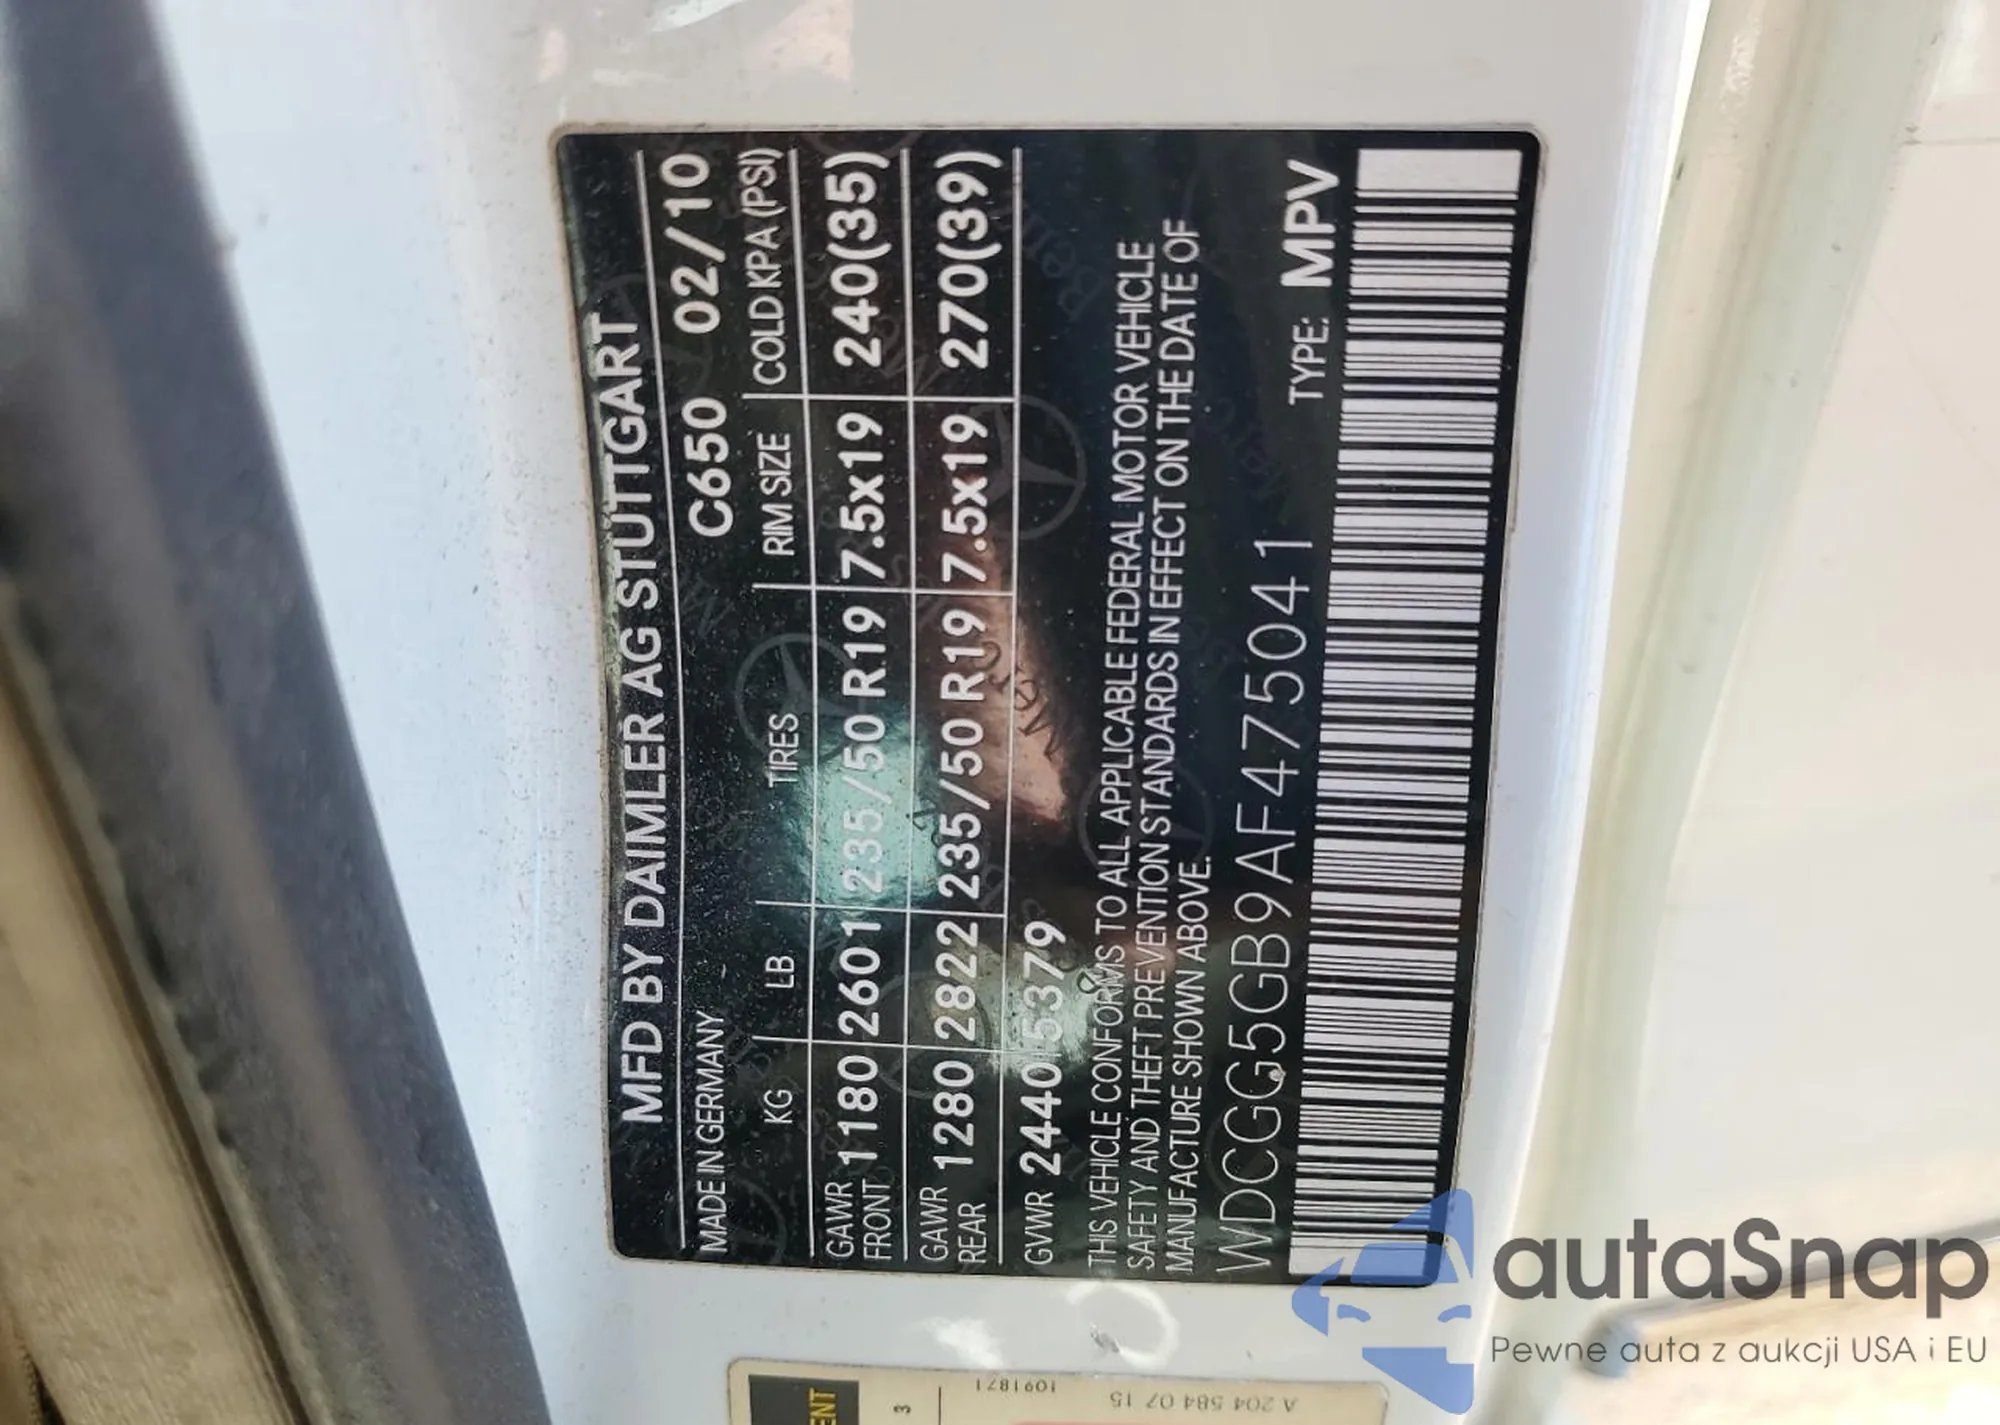 MFD BY DAIMLER AG STUTTGART
MADE IN GERMANY C650 02/10
KG LB TIRES RIM SIZE COLD KPA (PSI)
GAWR FRONT 1180 2601 235/50 R19 7.5x19 240(35)
GAWR REAR 1280 2822 235/50 R19 7.5x19 270(39)
GVWR 2440 5379
THIS VEHICLE CONFORMS TO ALL APPLICABLE FEDERAL MOTOR VEHICLE
SAFETY AND THEFT PREVENTION STANDARDS IN EFFECT ON THE DATE OF
MANUFACTURE SHOWN ABOVE.
WDCGG5GB9AF475041 TYPE: MPV
A 204 584 07 15
1091871
3
autaSnap
Pewne auta z aukcji USA i EU